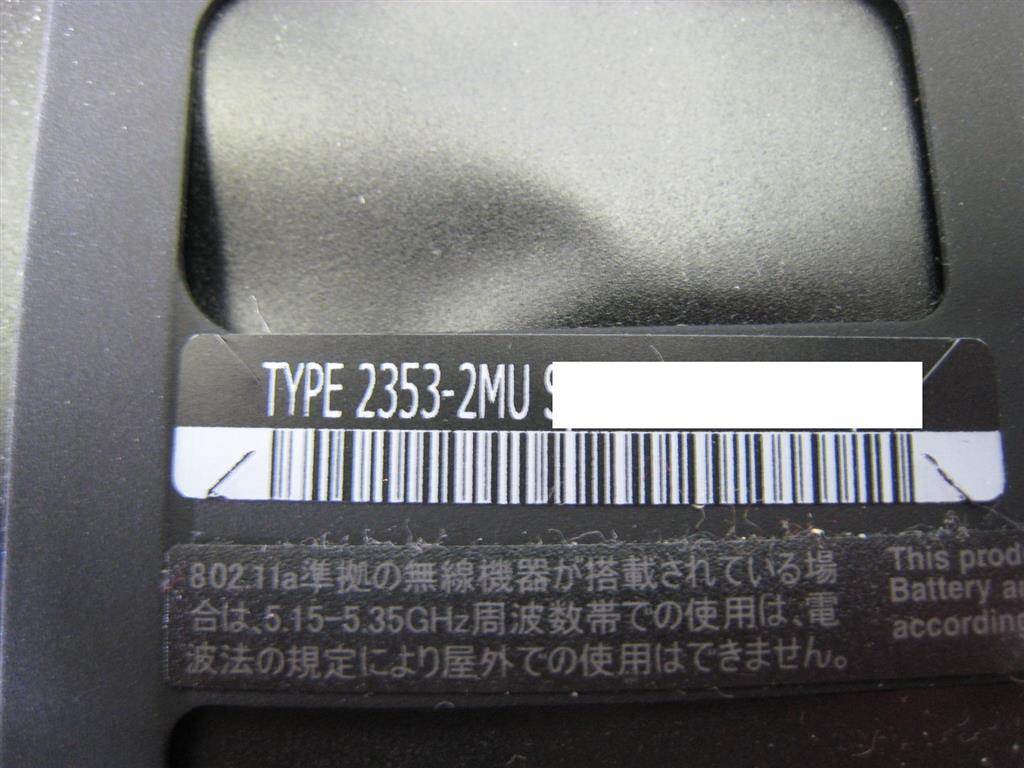 TYPE 2353-2MU S
802.11a準拠の無線機器が搭載されている場
合は、5.15-5.35GHz周波数帯での使用は、電
波法の規定により屋外での使用はできません。
This prod
Battery an
according